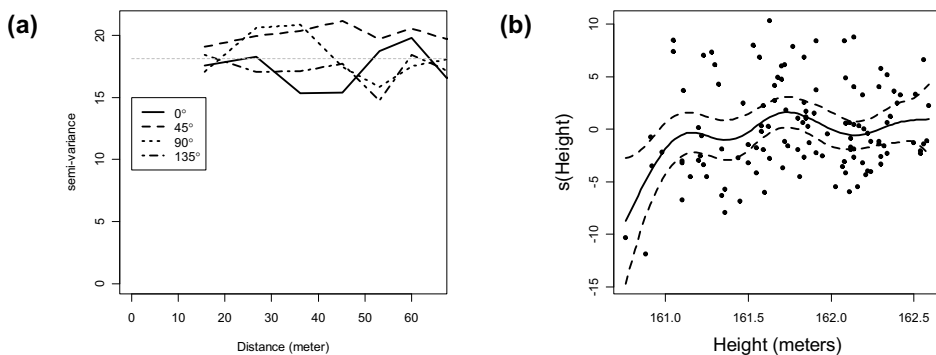 (a)
20
15
10
5
0
semi-variance
0°
45°
90°
135°
0 10 20 30 40 50 60
Distance (meter)
(b)
10
5
0
-5
-10
-15
s(Height)
161.0 161.5 162.0 162.5
Height (meters)